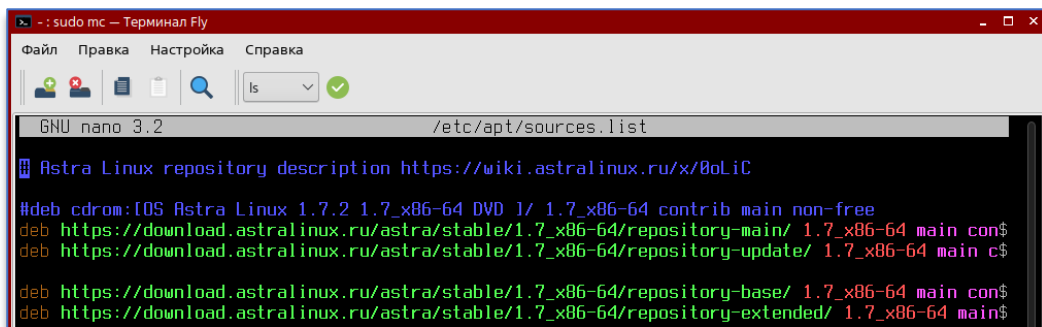 - : sudo mc — Терминал Fly
Файл Правка Настройка Справка
ls
GNU nano 3.2 /etc/apt/sources.list
# Astra Linux repository description https://wiki.astralinux.ru/x/0oLiC
#deb cdrom:[OS Astra Linux 1.7.2 1.7_x86-64 DVD ]/ 1.7_x86-64 contrib main non-free
deb https://download.astralinux.ru/astra/stable/1.7_x86-64/repository-main/ 1.7_x86-64 main con$
deb https://download.astralinux.ru/astra/stable/1.7_x86-64/repository-update/ 1.7_x86-64 main c$
deb https://download.astralinux.ru/astra/stable/1.7_x86-64/repository-base/ 1.7_x86-64 main con$
deb https://download.astralinux.ru/astra/stable/1.7_x86-64/repository-extended/ 1.7_x86-64 main$